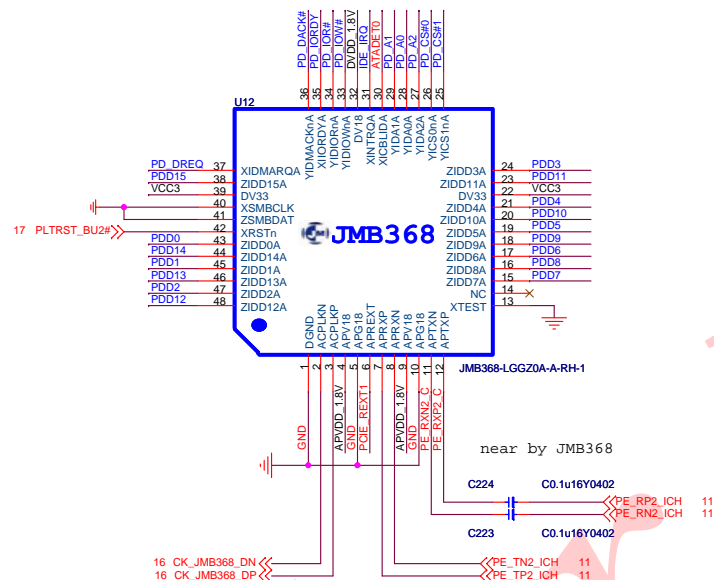 PD_DACK#
PD_IORDY
PD_IOR#
PD_IOW#
DVDD_1.8V
IDE_IRQ
ATADET0
PD_A1
PD_A0
PD_A2
PD_CS#0
PD_CS#1
36 35 34 33 32 31 30 29 28 27 26 25
U12
YIDMACKnA
XIORDYA
YIDIORnA
YIDIOWnA
DV18
XINTRQA
XICBLIDA
YIDA1A
YIDA0A
YIDA2A
YICS0nA
YICS1nA
PD_DREQ 37 XIDMARQA
PDD15 38 ZIDD15A
VCC3 39 DV33
40 XSMBCLK
41 ZSMBDAT
17 PLTRST_BU2# 42 XRSTn
PDD0 43 ZIDD0A
PDD14 44 ZIDD14A
PDD1 45 ZIDD1A
PDD13 46 ZIDD13A
PDD2 47 ZIDD2A
PDD12 48 ZIDD12A
JMB368
ZIDD3A 24 PDD3
ZIDD11A 23 PDD11
DV33 22 VCC3
ZIDD4A 21 PDD4
ZIDD10A 20 PDD10
ZIDD5A 19 PDD5
ZIDD9A 18 PDD9
ZIDD6A 17 PDD6
ZIDD8A 16 PDD8
ZIDD7A 15 PDD7
NC 14
XTEST 13
DGND
ACPLKN
ACPLKP
APV18
APG18
APREXT
APRXP
APRXN
APV18
APG18
APTXN
APTXP
1 2 3 4 5 6 7 8 9 10 11 12
JMB368-LGGZ0A-A-RH-1
GND
APVDD_1.8V
GND
PCIE_REXT1
APVDD_1.8V
GND
PE_RXN2_C
PE_RXP2_C
near by JMB368
C224 C0.1u16Y0402
PE_RP2_ICH 11
PE_RN2_ICH 11
C223 C0.1u16Y0402
16 CK_JMB368_DN
16 CK_JMB368_DP
PE_TN2_ICH 11
PE_TP2_ICH 11